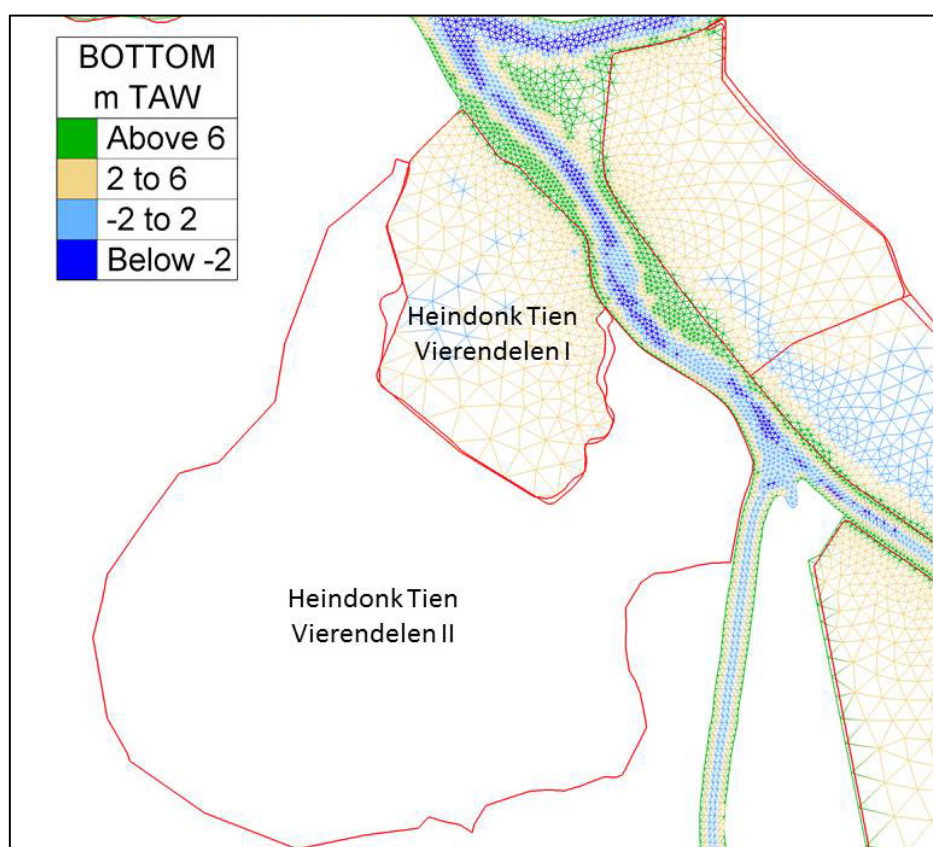 BOTTOM
m TAW
Above 6
2 to 6
-2 to 2
Below -2
Heindonk Tien
Vierendelen I
Heindonk Tien
Vierendelen II